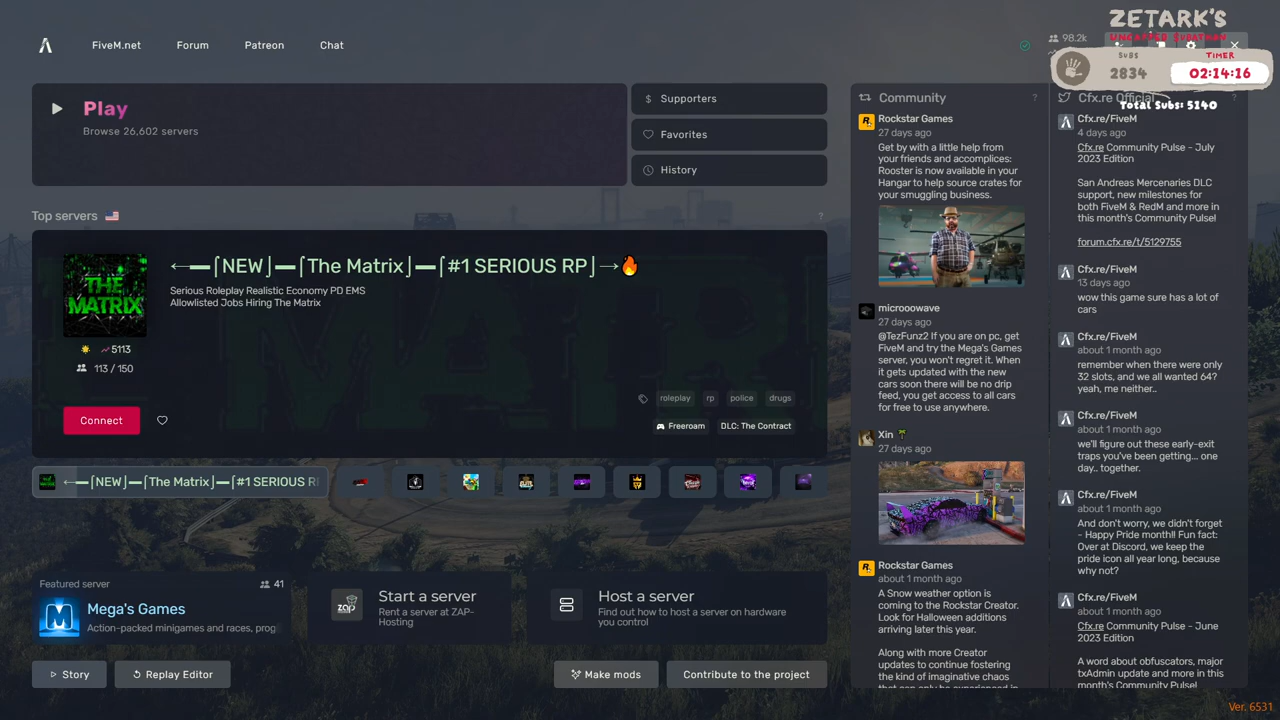 ZETARK'S
UNCAPPED SUBATHON
FiveM.net
Forum
Patreon
Chat
98.2k
SUBS
2834
TIMER
02:14:16
Total Subs: 5140
Play
Browse 26,602 servers
$ Supporters
Favorites
History
Top servers
?
←▬⌠NEW⌡▬⌠The Matrix⌡▬⌠#1 SERIOUS RP⌡→🔥
Serious Roleplay Realistic Economy PD EMS
Allowlisted Jobs Hiring The Matrix
THE
MATRIX
5113
113 / 150
Connect
roleplay
rp
police
drugs
Freeroam
DLC: The Contract
←▬⌠NEW⌡▬⌠The Matrix⌡▬⌠#1 SERIOUS R
Featured server
41
Mega's Games
Action-packed minigames and races, prog
zap
Start a server
Rent a server at ZAP-
Hosting
Host a server
Find out how to host a server on hardware
you control
Story
Replay Editor
Make mods
Contribute to the project
Community
?
Rockstar Games
27 days ago
Get by with a little help from
your friends and accomplices:
Rooster is now available in your
Hangar to help source crates for
your smuggling business.
microoowave
27 days ago
@TezFunz2 If you are on pc, get
FiveM and try the Mega's Games
server, you won't regret it. When
it gets updated with the new
cars soon there will be no drip
feed, you get access to all cars
for free to use anywhere.
Xin 🌴
27 days ago
Rockstar Games
about 1 month ago
A Snow weather option is
coming to the Rockstar Creator.
Look for Halloween additions
arriving later this year.
Along with more Creator
updates to continue fostering
the kind of imaginative chaos
that can only be experienced in
Cfx.re Official
?
Cfx.re/FiveM
4 days ago
Cfx.re Community Pulse - July
2023 Edition
San Andreas Mercenaries DLC
support, new milestones for
both FiveM & RedM and more in
this month's Community Pulse!
forum.cfx.re/t/5129755
Cfx.re/FiveM
13 days ago
wow this game sure has a lot of
cars
Cfx.re/FiveM
about 1 month ago
remember when there were only
32 slots, and we all wanted 64?
yeah, me neither..
Cfx.re/FiveM
about 1 month ago
we'll figure out these early-exit
traps you've been getting... one
day.. together.
Cfx.re/FiveM
about 1 month ago
And don't worry, we didn't forget
- Happy Pride month!! Fun fact:
Over at Discord, we keep the
pride icon all year long, because
why not?
Cfx.re/FiveM
about 1 month ago
Cfx.re Community Pulse - June
2023 Edition
A word about obfuscators, major
txAdmin update and more in this
month's Community Pulse!
Ver. 6531